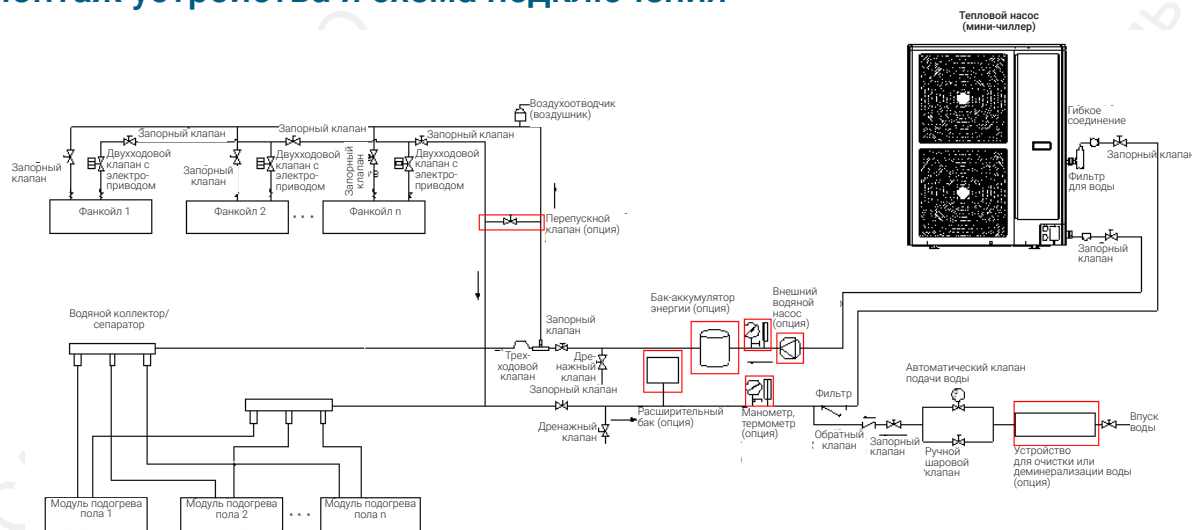 монтаж устройства и схема подключения
Тепловой насос
(мини-чиллер)
Воздухоотводчик
(воздушник)
Гибкое
соединение
Запорный клапан
Запорный клапан
Запорный клапан
Запорный клапан
Запорный
клапан
Двухходовой
клапан с
электро-
приводом
Запорный
клапан
Двухходовой
клапан с
электро-
приводом
Запорный
клапан
Двухходовой
клапан с
электро-
приводом
Фильтр
для воды
Фанкойл 1
Фанкойл 2
. . .
Фанкойл n
Перепускной
клапан (опция)
Запорный
клапан
Бак-аккумулятор
энергии (опция)
Внешний
водяной
насос
(опция)
Водяной коллектор/
сепаратор
Запорный
клапан
Трех-
ходовой
клапан
Дре-
нажный
клапан
Запорный клапан
Автоматический клапан
подачи воды
Фильтр
Дренажный
клапан
Расширительный
бак (опция)
Манометр,
термометр
(опция)
Обратный
клапан
Запорный
клапан
Ручной
шаровой
клапан
Устройство
для очистки или
деминерализации воды
(опция)
Впуск
воды
Модуль подогрева
пола 1
Модуль подогрева
пола 2
. . .
Модуль подогрева
пола n